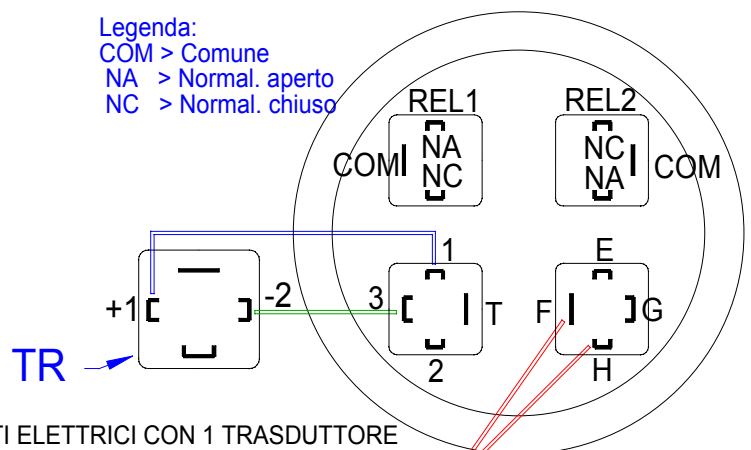 Legenda:
COM > Comune
NA > Normal. aperto
NC > Normal. chiuso
REL1
REL2
COM
NA
NC
NC
NA
COM
1
E
+1
-2
3
T
F
G
2
H
TR
TI ELETTRICI CON 1 TRASDUTTORE